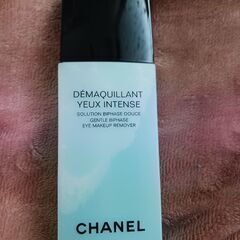 DÉMAQUILLANT
YEUX INTENSE
SOLUTION BIPHASE DOUCE
GENTLE BIPHASE
EYE MAKEUP REMOVER
CHANEL